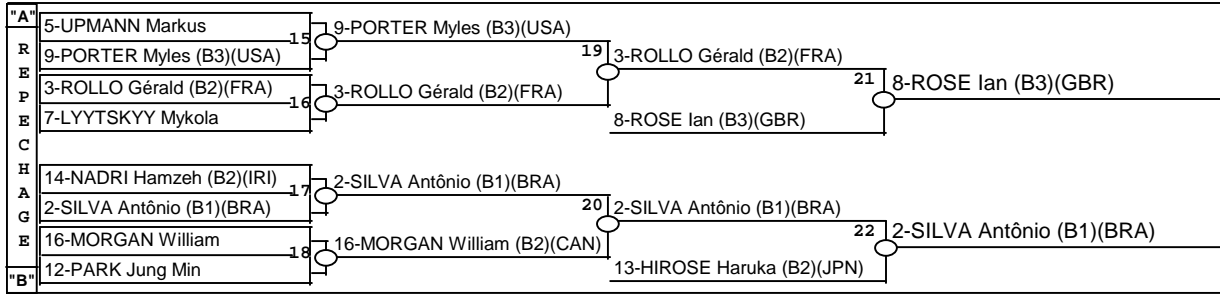 "A"
REPECHAGE
"B"
5-UPMANN Markus
9-PORTER Myles (B3)(USA)
15
9-PORTER Myles (B3)(USA)
3-ROLLO Gérald (B2)(FRA)
7-LYYTSKYY Mykola
16
3-ROLLO Gérald (B2)(FRA)
19
3-ROLLO Gérald (B2)(FRA)
8-ROSE Ian (B3)(GBR)
21
8-ROSE Ian (B3)(GBR)
14-NADRI Hamzeh (B2)(IRI)
2-SILVA Antônio (B1)(BRA)
17
2-SILVA Antônio (B1)(BRA)
16-MORGAN William
12-PARK Jung Min
18
16-MORGAN William (B2)(CAN)
20
2-SILVA Antônio (B1)(BRA)
13-HIROSE Haruka (B2)(JPN)
22
2-SILVA Antônio (B1)(BRA)